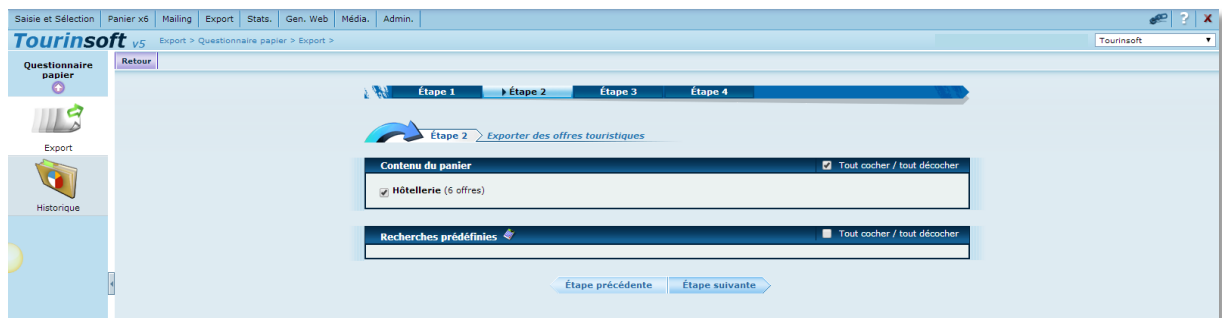 Saisie et Sélection Panier x6 Mailing Export Stats. Gen. Web Média. Admin. ? X
Tourinsoft v5 Export > Questionnaire papier > Export > Tourinsoft
Questionnaire papier
Retour
Étape 1 Étape 2 Étape 3 Étape 4
Étape 2 Exporter des offres touristiques
Export
Contenu du panier Tout cocher / tout décocher
Hôtellerie (6 offres)
Historique
Recherches prédéfinies Tout cocher / tout décocher
Étape précédente Étape suivante